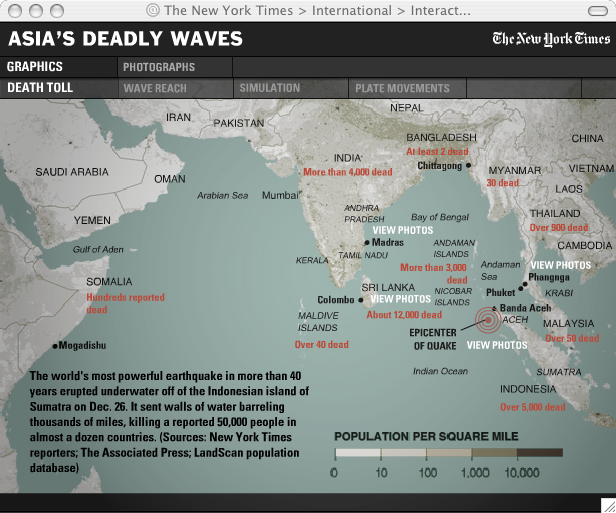 The New York Times > International > Interact...
ASIA'S DEADLY WAVES
The New York Times
GRAPHICS
PHOTOGRAPHS
DEATH TOLL
WAVE REACH
SIMULATION
PLATE MOVEMENTS
NEPAL
IRAN
PAKISTAN
BANGLADESH
At least 2 dead
CHINA
Chittagong
INDIA
More than 4,000 dead
SAUDI ARABIA
OMAN
MYANMAR
30 dead
VIETNAM
LAOS
Arabian Sea
Mumbai
ANDHRA
PRADESH
Bay of Bengal
THAILAND
Over 900 dead
YEMEN
VIEW PHOTOS
Madras
ANDAMAN
ISLANDS
CAMBODIA
Gulf of Aden
KERALA
TAMIL NADU
More than 3,000
dead
Andaman
Sea
VIEW PHOTOS
Phangnga
SOMALIA
Hundreds reported
dead
SRI LANKA
Colombo
VIEW PHOTOS
About 12,000 dead
NICOBAR
ISLANDS
Phuket
KRABI
MALDIVE
ISLANDS
Over 40 dead
Banda Aceh
ACEH
MALAYSIA
Over 50 dead
EPICENTER
OF QUAKE
VIEW PHOTOS
Mogadishu
Indian Ocean
SUMATRA
INDONESIA
Over 5,000 dead
The world's most powerful earthquake in more than 40
years erupted underwater off of the Indonesian island of
Sumatra on Dec. 26. It sent walls of water barreling
thousands of miles, killing a reported 50,000 people in
almost a dozen countries. (Sources: New York Times
reporters; The Associated Press; LandScan population
database)
POPULATION PER SQUARE MILE
0 10 100 1,000 10,000